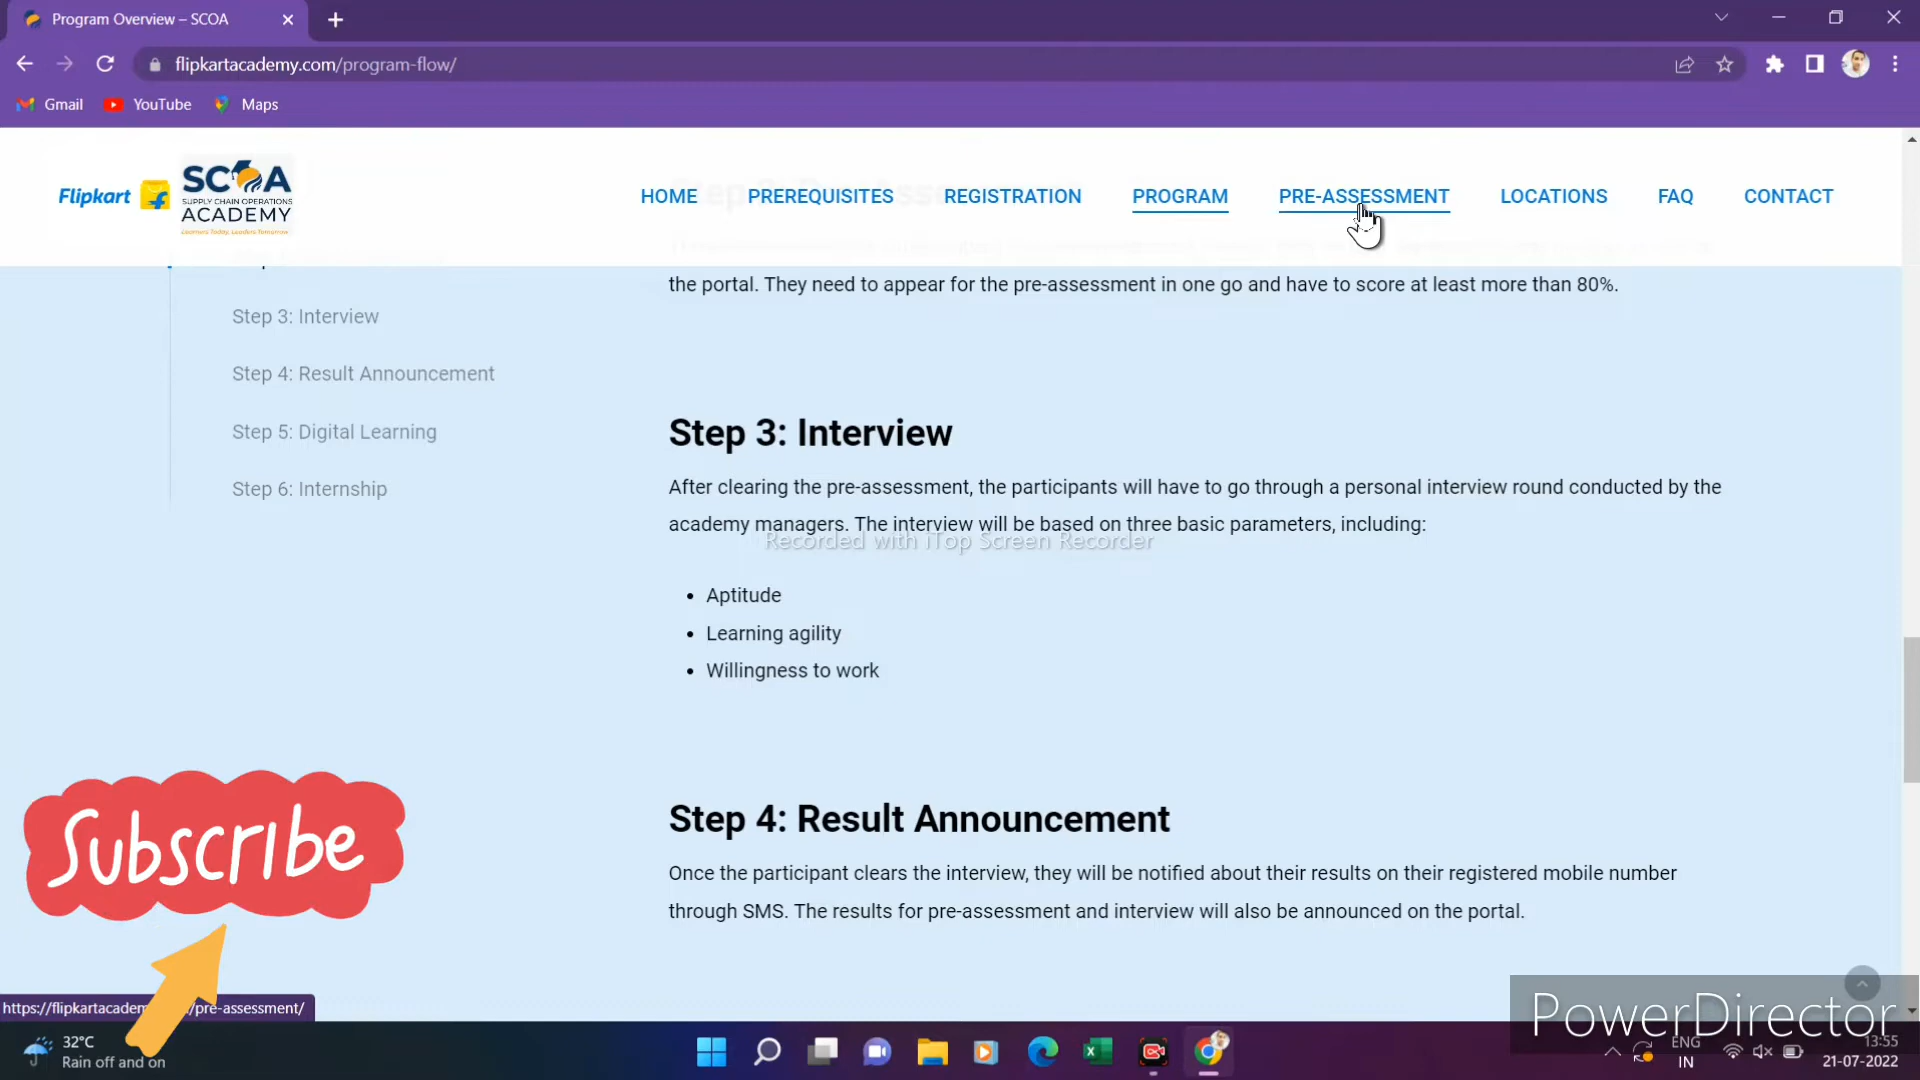 Program Overview – SCOA
flipkartacademy.com/program-flow/
Gmail
YouTube
Maps
Flipkart
SCOA
SUPPLY CHAIN OPERATIONS
ACADEMY
Learners Today, Leaders Tomorrow
HOME
PREREQUISITES
REGISTRATION
PROGRAM
PRE-ASSESSMENT
LOCATIONS
FAQ
CONTACT
Step 3: Interview
Step 4: Result Announcement
Step 5: Digital Learning
Step 6: Internship
the portal. They need to appear for the pre-assessment in one go and have to score at least more than 80%.
Step 3: Interview
After clearing the pre-assessment, the participants will have to go through a personal interview round conducted by the
academy managers. The interview will be based on three basic parameters, including:
Recorded with iTop Screen Recorder
• Aptitude
• Learning agility
• Willingness to work
Step 4: Result Announcement
Once the participant clears the interview, they will be notified about their results on their registered mobile number
through SMS. The results for pre-assessment and interview will also be announced on the portal.
Subscribe
https://flipkartacadem /pre-assessment/
PowerDirector
32°C
Rain off and on
ENG
IN
13:55
21-07-2022